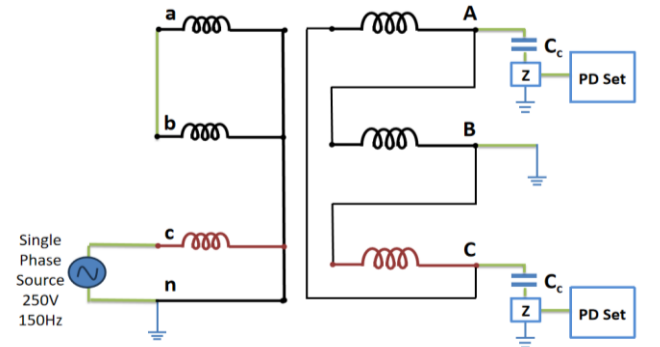 a
A
Cc
Z
PD Set
b
B
c
C
Single
Phase
Source
250V
150Hz
n
Cc
Z
PD Set